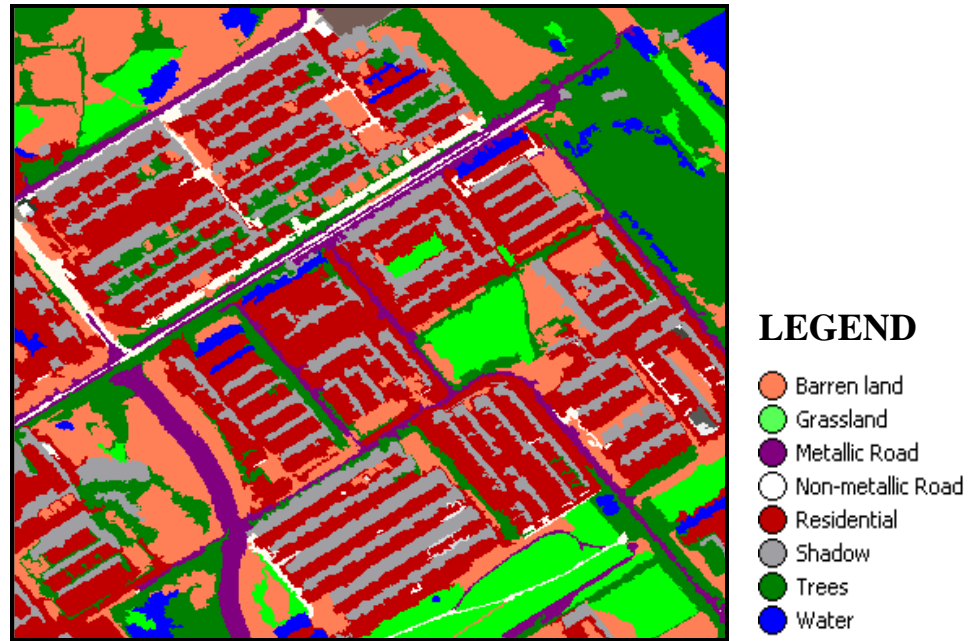 LEGEND
Barren land
Grassland
Metallic Road
Non-metallic Road
Residential
Shadow
Trees
Water